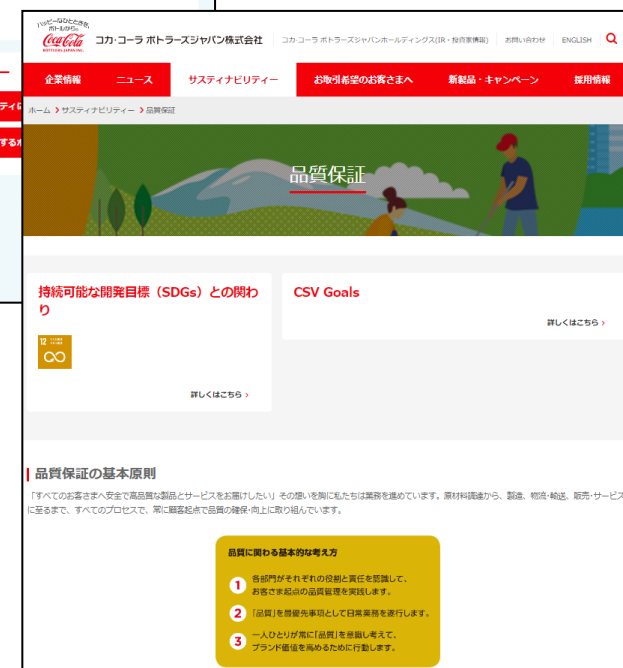 ハッピーなひとときを。
ボトルから。
Coca-Cola
BOTTLERS JAPAN INC.
コカ･コーラ ボトラーズジャパン株式会社
コカ･コーラ ボトラーズジャパンホールディングス(IR・投資家情報)
お問い合わせ
ENGLISH
企業情報
ニュース
サスティナビリティー
お取引希望のお客さまへ
新製品・キャンペーン
採用情報
ティ
する
ホーム > サスティナビリティー > 品質保証
品質保証
持続可能な開発目標（SDGs）との関わ
り
12
詳しくはこちら >
CSV Goals
詳しくはこちら >
品質保証の基本原則
「すべてのお客さまへ安全で高品質な製品とサービスをお届けしたい」その想いを胸に私たちは業務を進めています。原材料調達から、製造、物流･輸送、販売･サービス
に至るまで、すべてのプロセスで、常に顧客起点で品質の確保･向上に取り組んでいます。
品質に関わる基本的な考え方
1 各部門がそれぞれの役割と責任を認識して、
お客さま起点の品質管理を実践します。
2 「品質」を最優先事項として日常業務を遂行します。
3 一人ひとりが常に「品質」を意識し考えて、
ブランド価値を高めるために行動します。